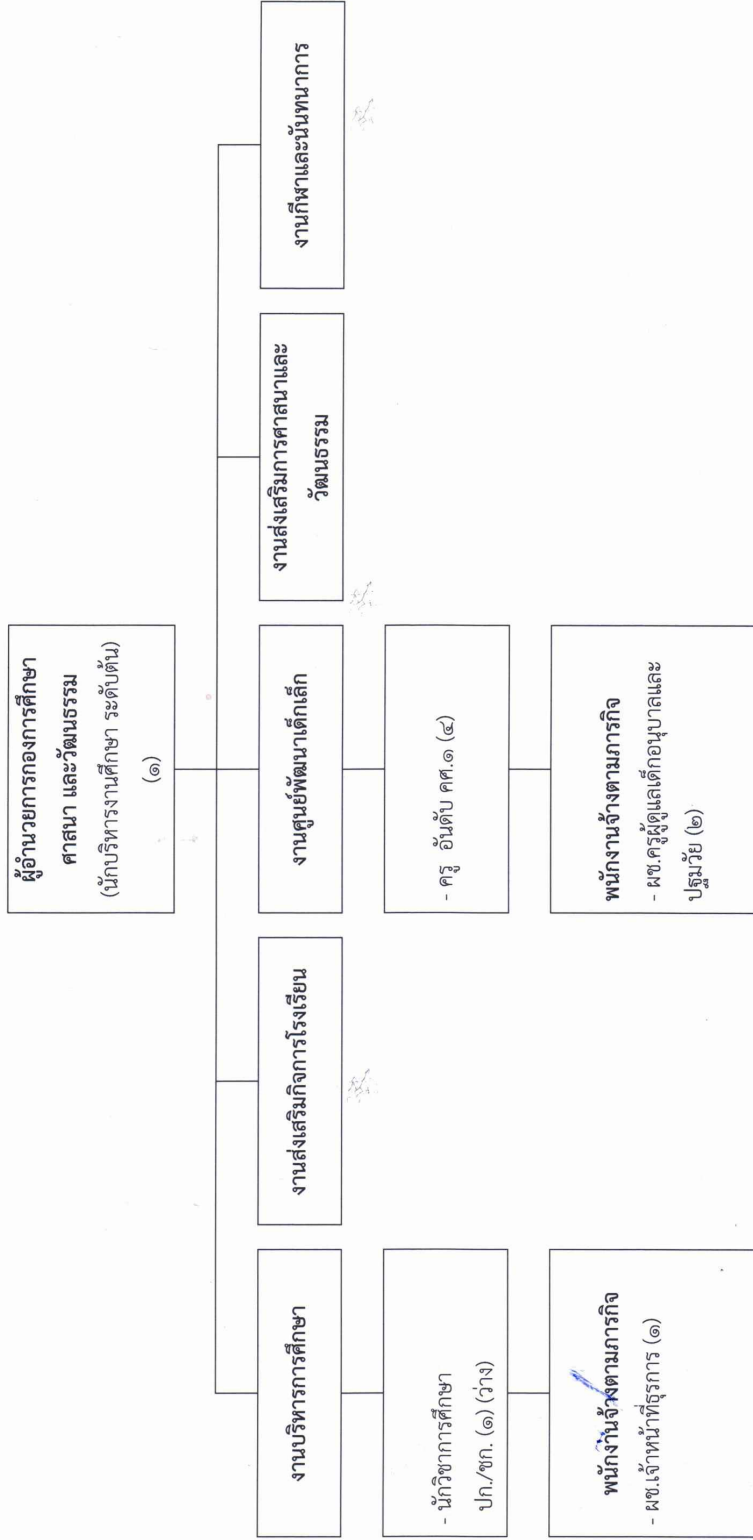 ผู้อำนวยการกองการศึกษา
ศาสนา และวัฒนธรรม
(นักบริหารงานศึกษา ระดับต้น)
(๑)
งานบริหารการศึกษา
งานส่งเสริมกิจการโรงเรียน
งานศูนย์พัฒนาเด็กเล็ก
งานส่งเสริมการศาสนาและ
วัฒนธรรม
งานกีฬาและนันทนาการ
- นักวิชาการศึกษา
ปก./ชก. (๑) (ว่าง)
- ครู อันดับ คศ.๑ (๔)
พนักงานจ้างตามภารกิจ
- ผช.เจ้าหน้าที่ธุรการ (๑)
พนักงานจ้างตามภารกิจ
- ผช.ครูผู้ดูแลเด็กอนุบาลและ
ปฐมวัย (๒)